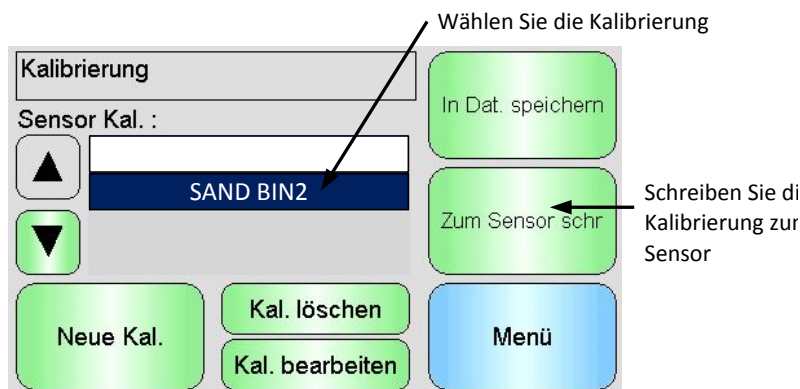 Wählen Sie die Kalibrierung
Kalibrierung
In Dat. speichern
Sensor Kal. :
SAND BIN2
Zum Sensor schr
Schreiben Sie di
Kalibrierung zur
Sensor
Neue Kal.
Kal. löschen
Kal. bearbeiten
Menü